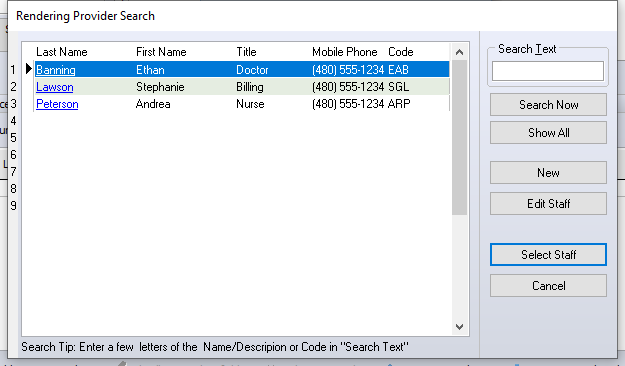 Rendering Provider Search
Last Name First Name Title Mobile Phone Code
1 Banning Ethan Doctor (480) 555-1234 EAB
2 Lawson Stephanie Billing (480) 555-1234 SGL
3 Peterson Andrea Nurse (480) 555-1234 ARP
4
5
6
7
8
9
Search Text
Search Now
Show All
New
Edit Staff
Select Staff
Cancel
Search Tip: Enter a few letters of the Name/Descripion or Code in "Search Text"